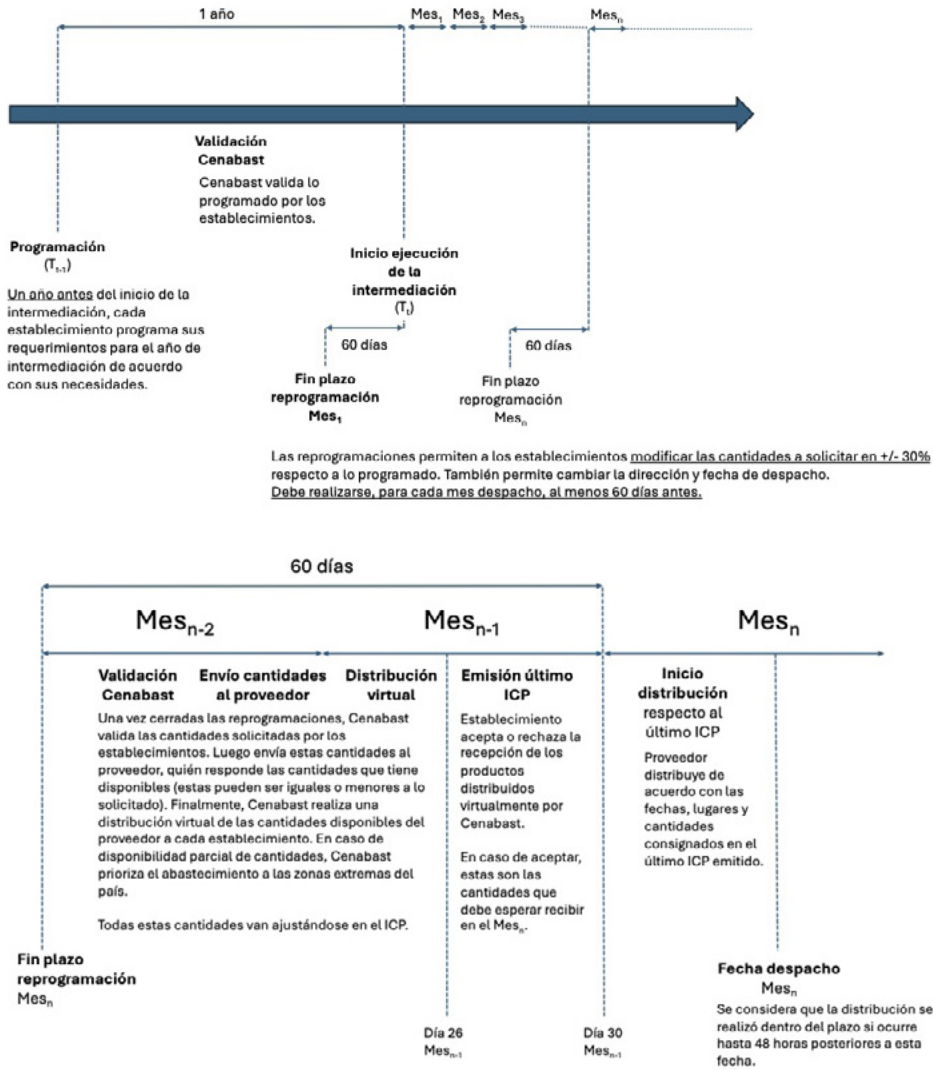 1 año
Mes₁
Mes₂
Mes₃
Mesₙ
Validación
Cenabast
Cenabast valida lo
programado por los
establecimientos.
Programación
(Tₜ₋₁)
Un año antes del inicio de la
intermediación, cada
establecimiento programa sus
requerimientos para el año de
intermediación de acuerdo
con sus necesidades.
Inicio ejecución
de la
intermediación
(Tₜ)
60 días
Fin plazo
reprogramación
Mes₁
60 días
Fin plazo
reprogramación
Mesₙ
Las reprogramaciones permiten a los establecimientos modificar las cantidades a solicitar en +/- 30%
respecto a lo programado. También permite cambiar la dirección y fecha de despacho.
Debe realizarse, para cada mes despacho, al menos 60 días antes.
60 días
Mesₙ₋₂
Mesₙ₋₁
Mesₙ
Validación
Cenabast
Envío cantidades
al proveedor
Distribución
virtual
Una vez cerradas las reprogramaciones, Cenabast
valida las cantidades solicitadas por los
establecimientos. Luego envía estas cantidades al
proveedor, quién responde las cantidades que tiene
disponibles (estas pueden ser iguales o menores a lo
solicitado). Finalmente, Cenabast realiza una
distribución virtual de las cantidades disponibles del
proveedor a cada establecimiento. En caso de
disponibilidad parcial de cantidades, Cenabast
prioriza el abastecimiento a las zonas extremas del
país.
Todas estas cantidades van ajustándose en el ICP.
Emisión último
ICP
Establecimiento
acepta o rechaza la
recepción de los
productos
distribuidos
virtualmente por
Cenabast.
En caso de aceptar,
estas son las
cantidades que
debe esperar recibir
en el Mesₙ.
Inicio
distribución
respecto al
último ICP
Proveedor
distribuye de
acuerdo con las
fechas, lugares y
cantidades
consignados en el
último ICP emitido.
Fin plazo
reprogramación
Mesₙ
Día 26
Mesₙ₋₁
Día 30
Mesₙ₋₁
Fecha despacho
Mesₙ
Se considera que la distribución se
realizó dentro del plazo si ocurre
hasta 48 horas posteriores a esta
fecha.